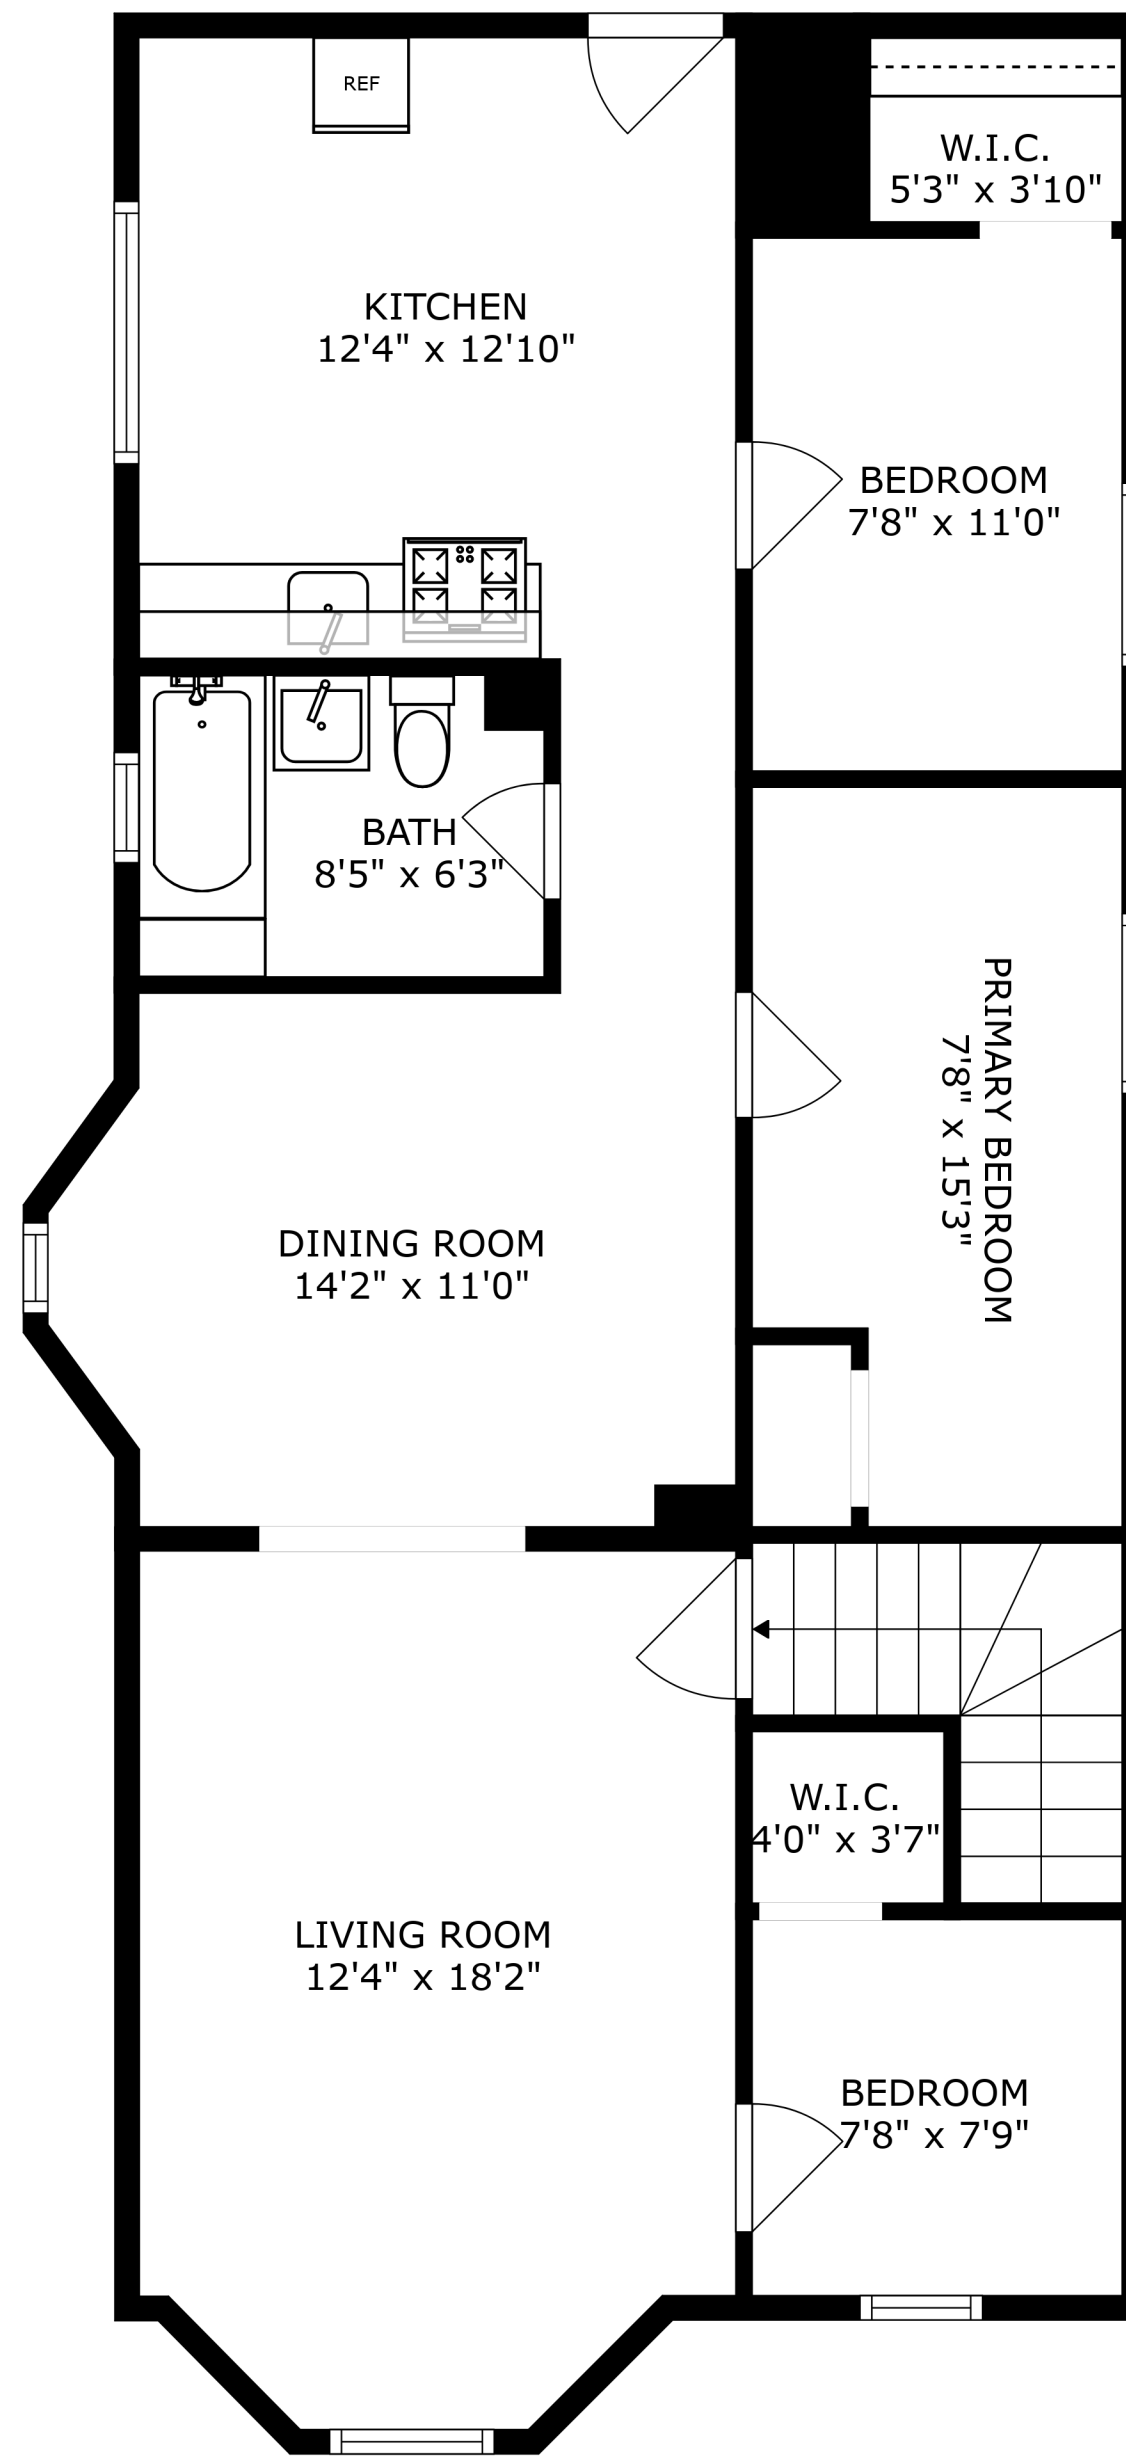 REF
W.I.C.
5'3" x 3'10"
KITCHEN
12'4" x 12'10"
BEDROOM
7'8" x 11'0"
BATH
8'5" x 6'3"
PRIMARY BEDROOM
7'8" x 15'3"
DINING ROOM
14'2" x 11'0"
W.I.C.
4'0" x 3'7"
LIVING ROOM
12'4" x 18'2"
BEDROOM
7'8" x 7'9"